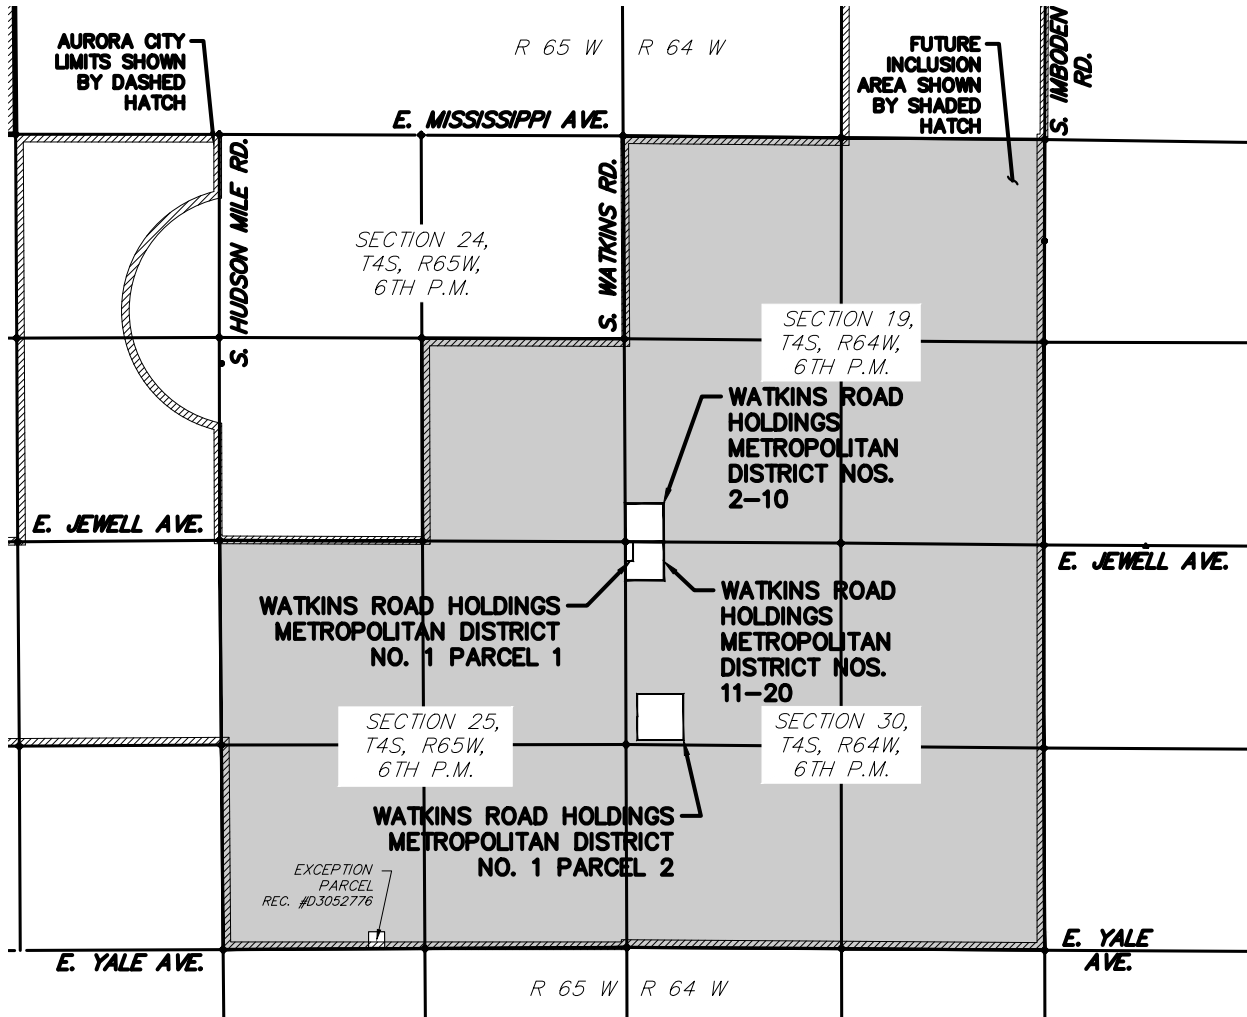 AURORA CITY
LIMITS SHOWN
BY DASHED
HATCH
R 65 W
R 64 W
FUTURE
INCLUSION
AREA SHOWN
BY SHADED
HATCH
S. IMBODEN
RD.
E. MISSISSIPPI AVE.
S. HUDSON MILE RD.
S. WATKINS RD.
SECTION 24,
T4S, R65W,
6TH P.M.
SECTION 19,
T4S, R64W,
6TH P.M.
WATKINS ROAD
HOLDINGS
METROPOLITAN
DISTRICT NOS.
2-10
E. JEWELL AVE.
E. JEWELL AVE.
WATKINS ROAD HOLDINGS
METROPOLITAN DISTRICT
NO. 1 PARCEL 1
WATKINS ROAD
HOLDINGS
METROPOLITAN
DISTRICT NOS.
11-20
SECTION 25,
T4S, R65W,
6TH P.M.
SECTION 30,
T4S, R64W,
6TH P.M.
WATKINS ROAD HOLDINGS
METROPOLITAN DISTRICT
NO. 1 PARCEL 2
EXCEPTION
PARCEL
REC. #D3052776
E. YALE AVE.
E. YALE
AVE.
R 65 W
R 64 W